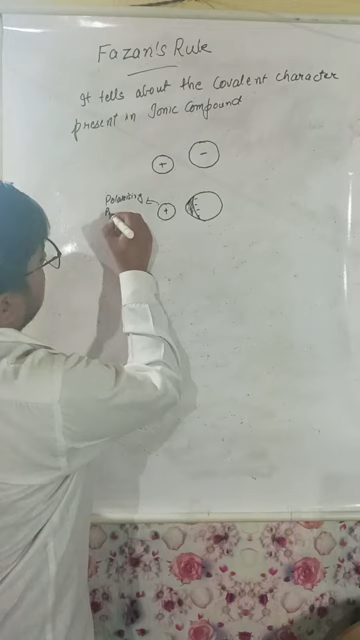 Fazan's Rule
It tells about the Covalent character
present in Ionic Compound
+
-
Polarising
+